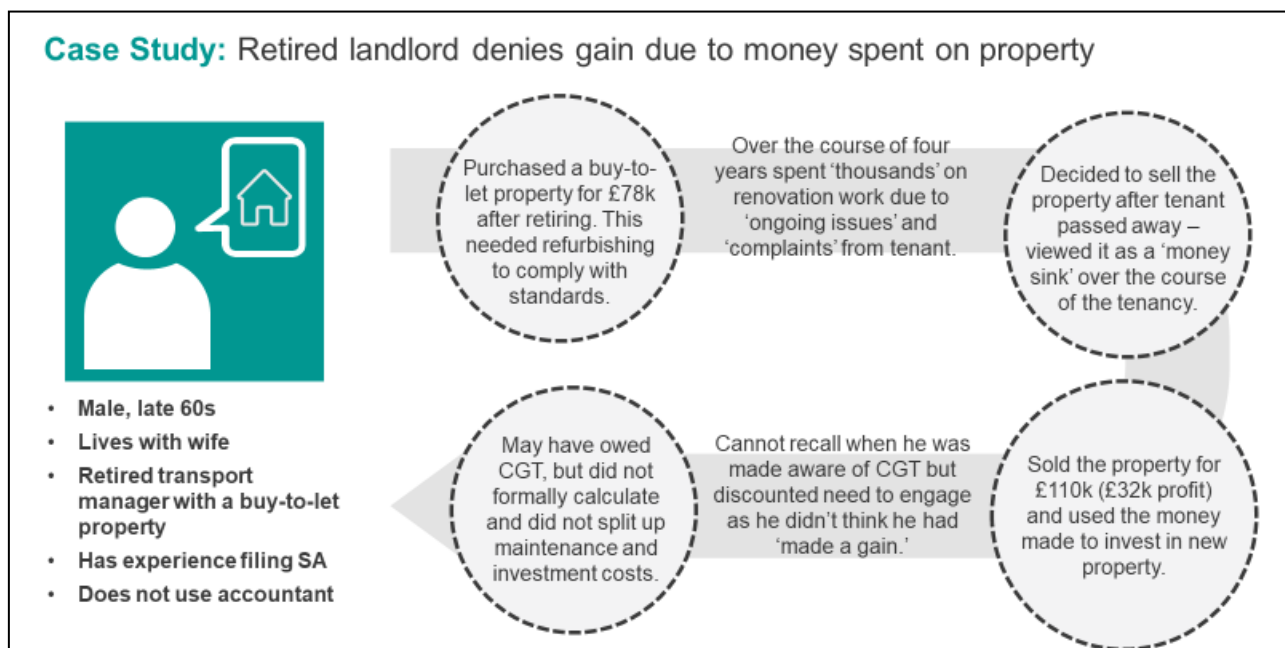 Case Study: Retired landlord denies gain due to money spent on property
Purchased a buy-to-
let property for £78k
after retiring. This
needed refurbishing
to comply with
standards.
Over the course of four
years spent ‘thousands’ on
renovation work due to
‘ongoing issues’ and
‘complaints’ from tenant.
Decided to sell the
property after tenant
passed away –
viewed it as a ‘money
sink’ over the course
of the tenancy.
Sold the property for
£110k (£32k profit)
and used the money
made to invest in new
property.
Cannot recall when he was
made aware of CGT but
discounted need to engage
as he didn’t think he had
‘made a gain.’
May have owed
CGT, but did not
formally calculate
and did not split up
maintenance and
investment costs.
• Male, late 60s
• Lives with wife
• Retired transport
manager with a buy-to-let
property
• Has experience filing SA
• Does not use accountant